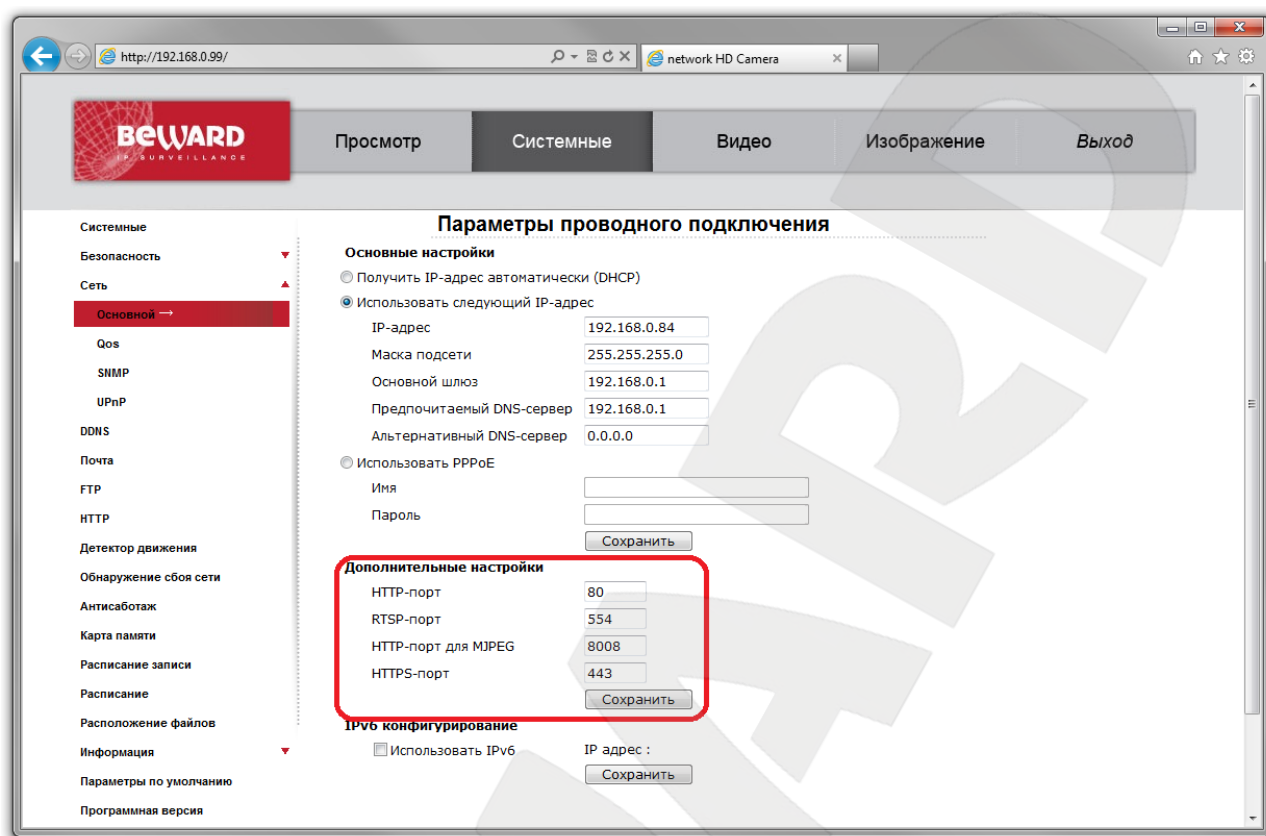 http://192.168.0.99/
network HD Camera
BEWARD
IP SURVEILLANCE
Просмотр
Системные
Видео
Изображение
Выход
Системные
Безопасность
Сеть
Основной →
Qos
SNMP
UPnP
DDNS
Почта
FTP
HTTP
Детектор движения
Обнаружение сбоя сети
Антисаботаж
Карта памяти
Расписание записи
Расписание
Расположение файлов
Информация
Параметры по умолчанию
Программная версия
Параметры проводного подключения
Основные настройки
Получить IP-адрес автоматически (DHCP)
Использовать следующий IP-адрес
IP-адрес 192.168.0.84
Маска подсети 255.255.255.0
Основной шлюз 192.168.0.1
Предпочитаемый DNS-сервер 192.168.0.1
Альтернативный DNS-сервер 0.0.0.0
Использовать PPPoE
Имя
Пароль
Сохранить
Дополнительные настройки
HTTP-порт 80
RTSP-порт 554
HTTP-порт для MJPEG 8008
HTTPS-порт 443
Сохранить
IPv6 конфигурирование
Использовать IPv6 IP адрес :
Сохранить
ARD